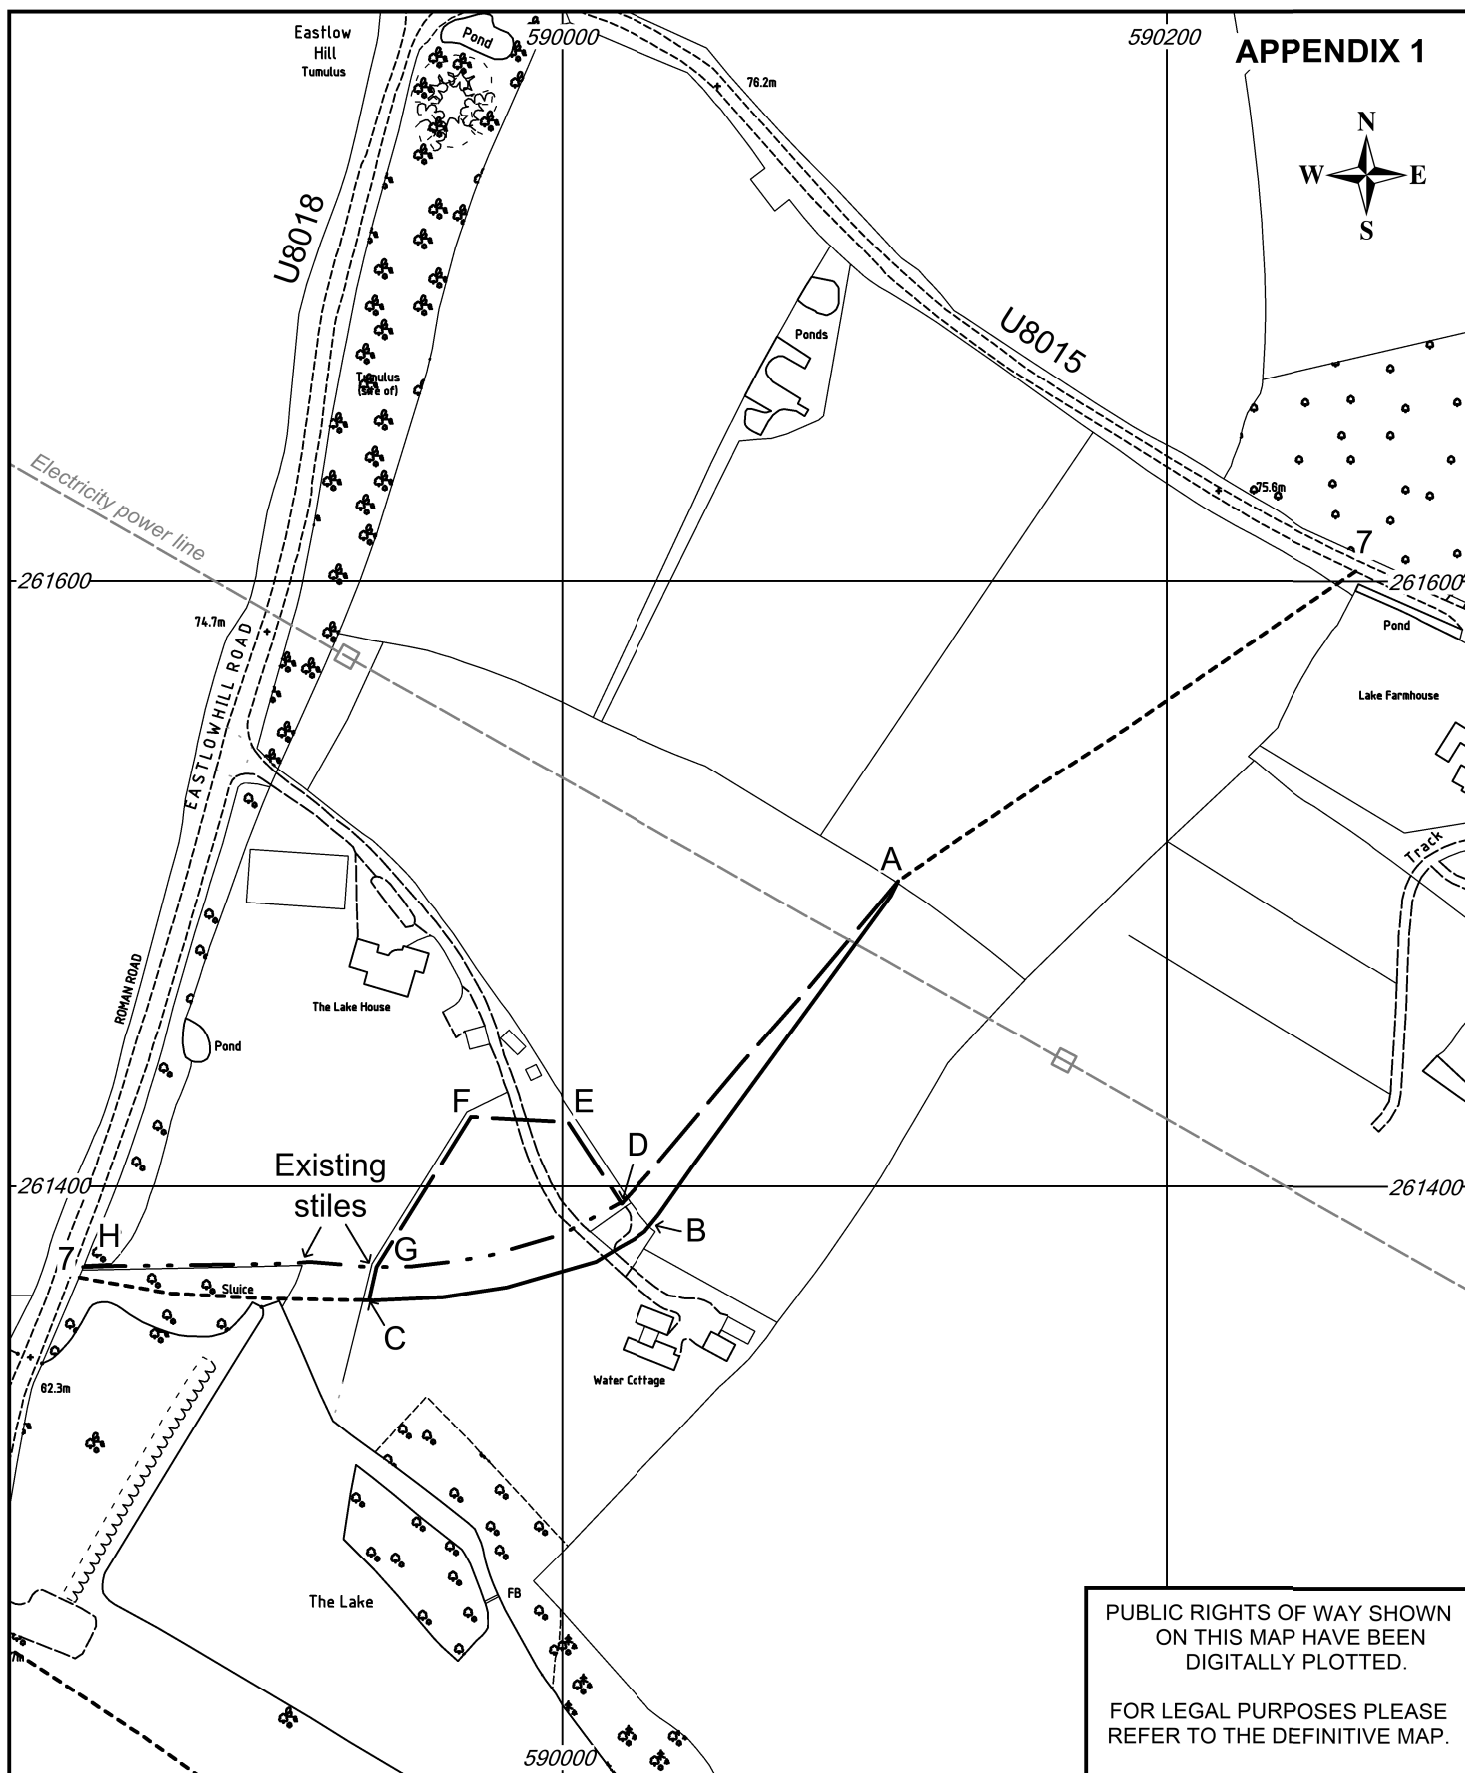 Eastlow
Hill
Tumulus
Pond
590000
590200
APPENDIX 1
76.2m
N
W
E
S
U8018
Ponds
U8015
Tumulus
(site of)
Electricity power line
75.6m
7
261600
261600
74.7m
Pond
EASTLOWHILL ROAD
Lake Farmhouse
Track
A
ROMAN ROAD
The Lake House
Pond
F
E
D
Existing
stiles
261400
261400
B
H
7
G
Sluice
C
62.3m
Water Cottage
The Lake
FB
7m
PUBLIC RIGHTS OF WAY SHOWN
ON THIS MAP HAVE BEEN
DIGITALLY PLOTTED.
FOR LEGAL PURPOSES PLEASE
REFER TO THE DEFINITIVE MAP.
590000